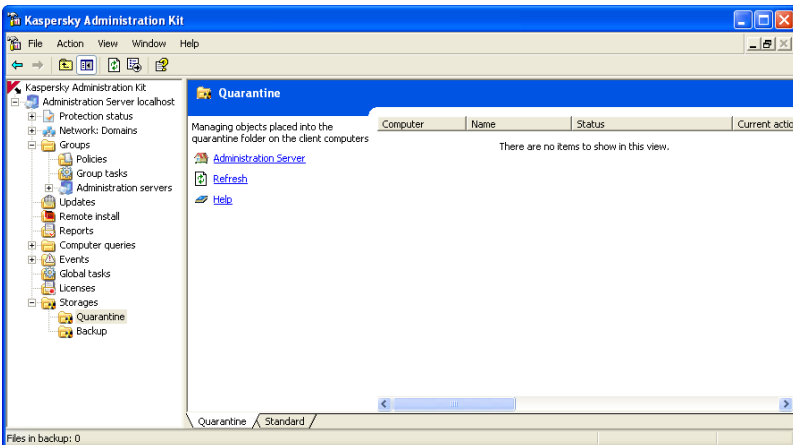 Kaspersky Administration Kit
File Action View Window Help
Kaspersky Administration Kit
Administration Server localhost
Protection status
Network: Domains
Groups
Policies
Group tasks
Administration servers
Updates
Remote install
Reports
Computer queries
Events
Global tasks
Licenses
Storages
Quarantine
Backup
Quarantine
Managing objects placed into the
quarantine folder on the client computers
Administration Server
Refresh
Help
Computer Name Status Current actio
There are no items to show in this view.
Quarantine Standard
Files in backup: 0